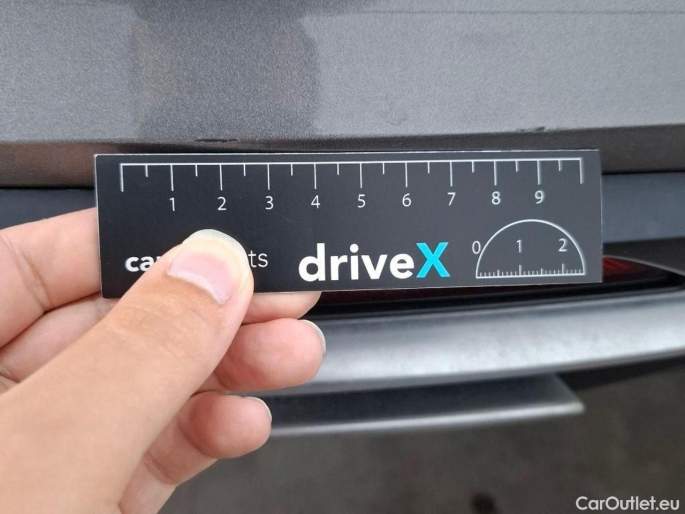 1 2 3 4 5 6 7 8 9
0 1 2
driveX
CarOutlet.eu